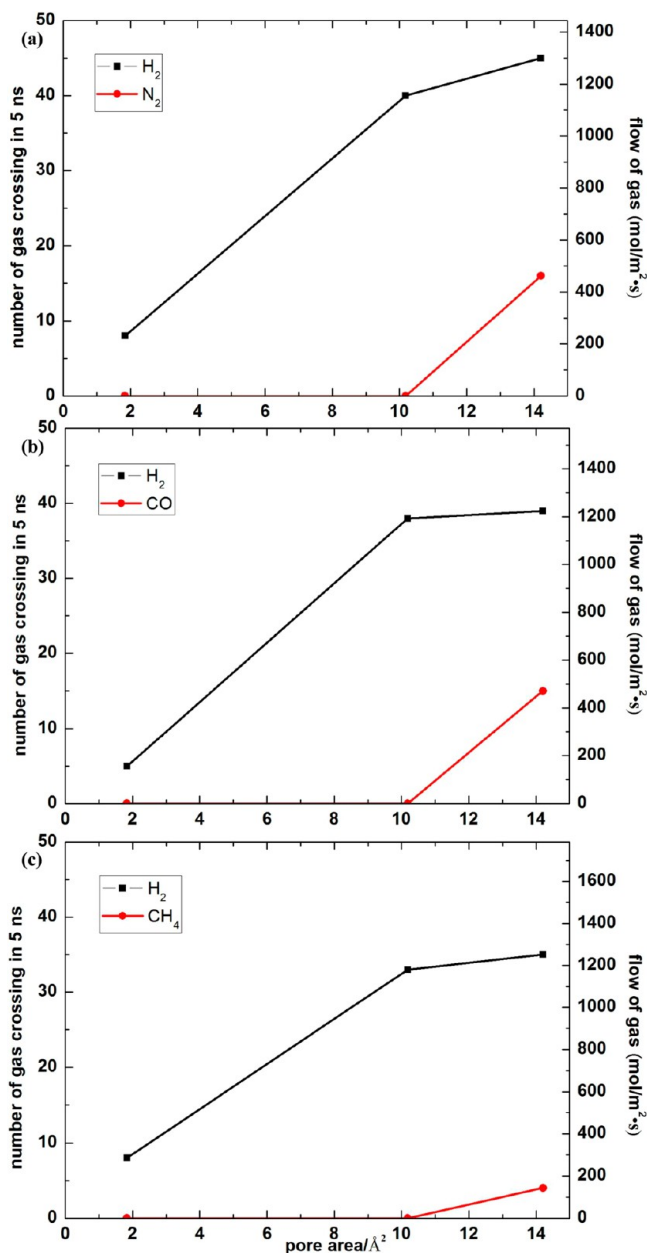 (a)
H₂
N₂
number of gas crossing in 5 ns
flow of gas (mol/m²•s)
50
40
30
20
10
0
1400
1200
1000
800
600
400
200
0
0 2 4 6 8 10 12 14
(b)
H₂
CO
number of gas crossing in 5 ns
flow of gas (mol/m²•s)
50
40
30
20
10
0
1400
1200
1000
800
600
400
200
0
0 2 4 6 8 10 12 14
(c)
H₂
CH₄
number of gas crossing in 5 ns
flow of gas (mol/m²•s)
50
40
30
20
10
0
1600
1400
1200
1000
800
600
400
200
0
0 2 4 6 8 10 12 14
pore area/Å²